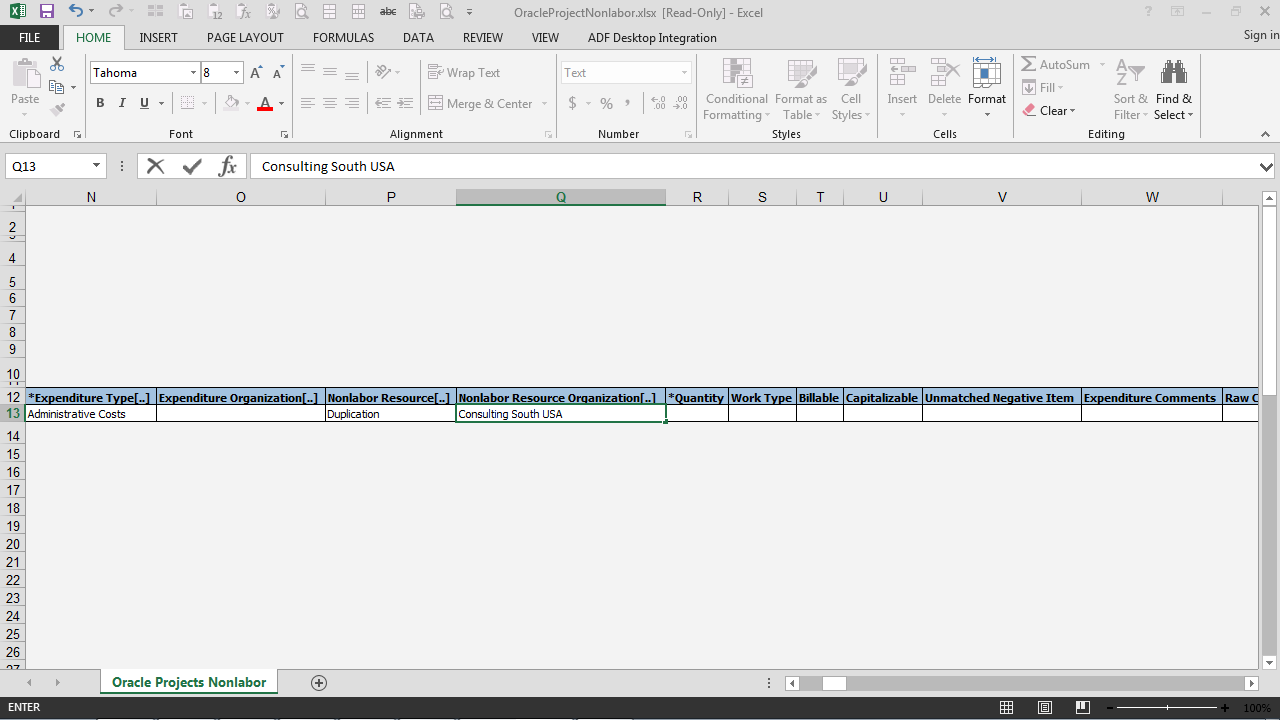 OracleProjectNonlabor.xlsx [Read-Only] - Excel
FILE HOME INSERT PAGE LAYOUT FORMULAS DATA REVIEW VIEW ADF Desktop Integration Sign in
Tahoma 8 Wrap Text Text AutoSum
Paste B I U Merge & Center $ % , Conditional Formatting Format as Table Cell Styles Insert Delete Format Fill Clear Sort & Filter Find & Select
Clipboard Font Alignment Number Styles Cells Editing
Q13 fx Consulting South USA
N O P Q R S T U V W
1
2
3
4
5
6
7
8
9
10
11
12 *Expenditure Type[..] Expenditure Organization[..] Nonlabor Resource[..] Nonlabor Resource Organization[..] *Quantity Work Type Billable Capitalizable Unmatched Negative Item Expenditure Comments Raw C
13 Administrative Costs Duplication Consulting South USA
14
15
16
17
18
19
20
21
22
23
24
25
26
27
Oracle Projects Nonlabor
ENTER 100%